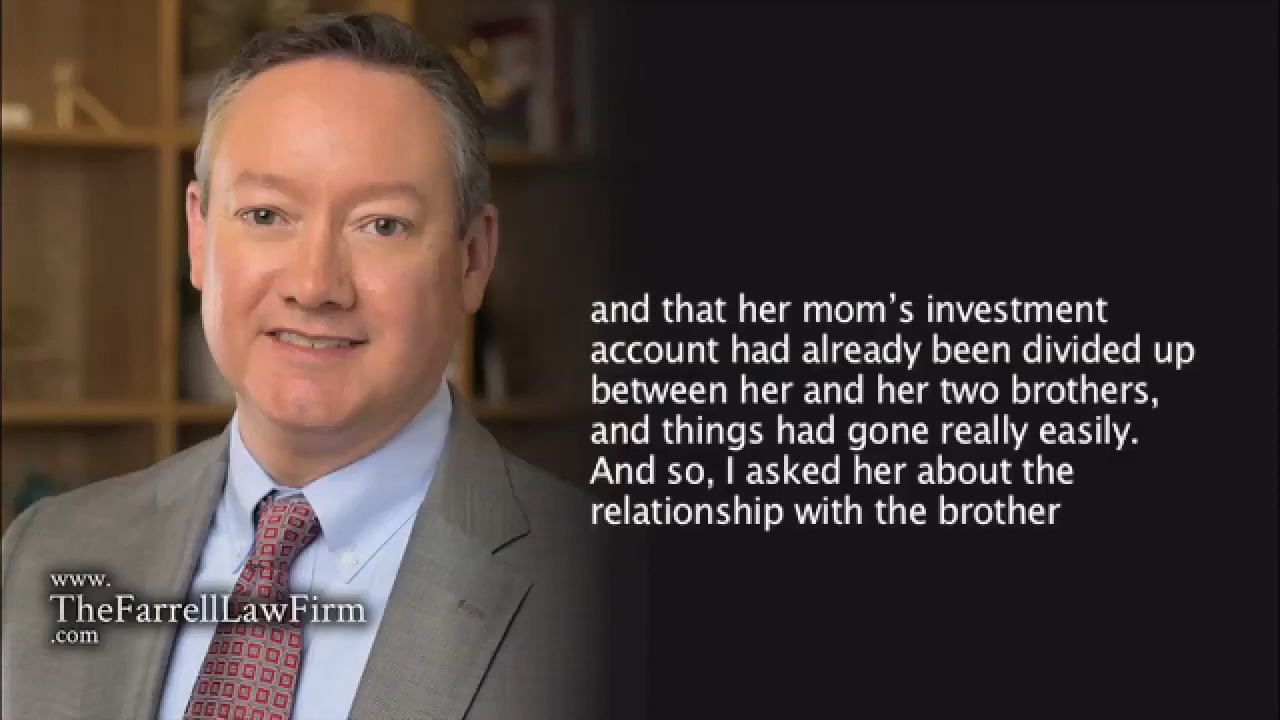 and that her mom’s investment
account had already been divided up
between her and her two brothers,
and things had gone really easily.
And so, I asked her about the
relationship with the brother
www.
TheFarrellLawFirm
.com